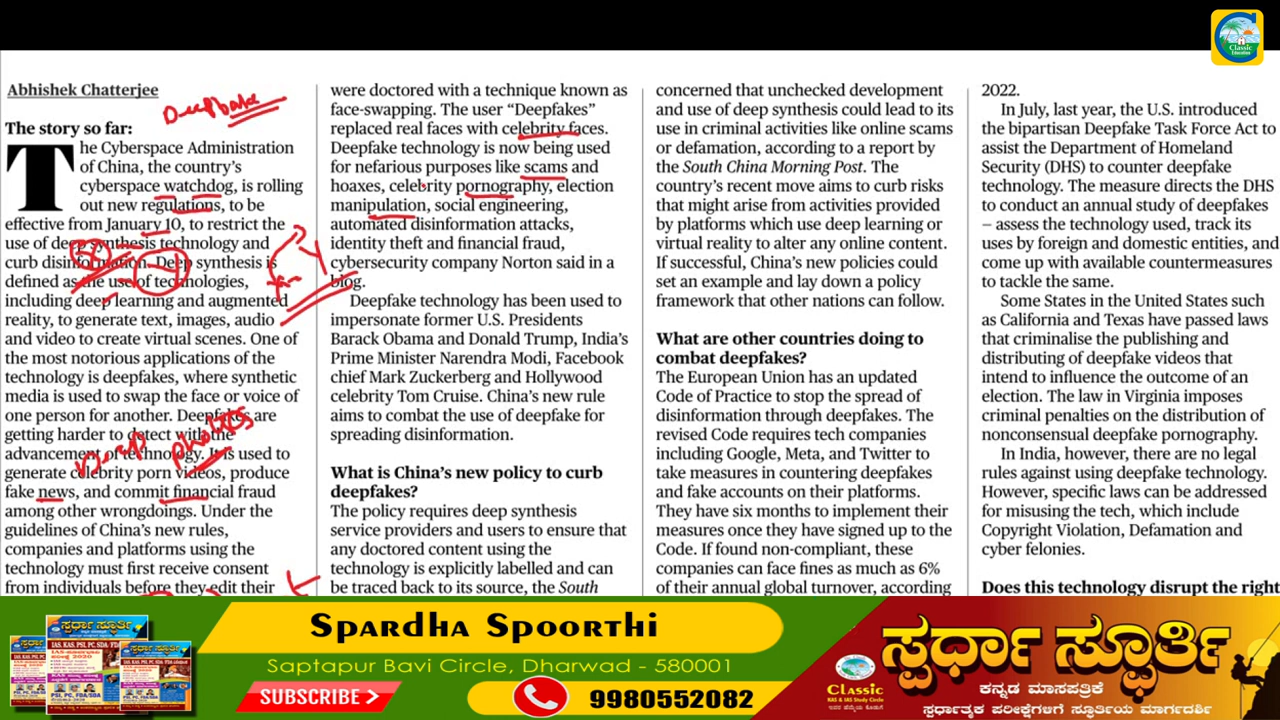 Classic
Education
Abhishek Chatterjee
Deepfake
The story so far:
The Cyberspace Administration
of China, the country's
cyberspace watchdog, is rolling
out new regulations, to be
effective from January 10, to restrict the
use of deep synthesis technology and
curb disinformation. Deep synthesis is
defined as the use of technologies,
including deep learning and augmented
reality, to generate text, images, audio
and video to create virtual scenes. One of
the most notorious applications of the
technology is deepfakes, where synthetic
media is used to swap the face or voice of
one person for another. Deepfakes are
getting harder to detect with the
advancement of technology. It is used to
generate celebrity porn videos, produce
fake news, and commit financial fraud
among other wrongdoings. Under the
guidelines of China's new rules,
companies and platforms using the
technology must first receive consent
from individuals before they edit their
were doctored with a technique known as
face-swapping. The user “Deepfakes”
replaced real faces with celebrity faces.
Deepfake technology is now being used
for nefarious purposes like scams and
hoaxes, celebrity pornography, election
manipulation, social engineering,
automated disinformation attacks,
identity theft and financial fraud,
cybersecurity company Norton said in a
blog.
Deepfake technology has been used to
impersonate former U.S. Presidents
Barack Obama and Donald Trump, India's
Prime Minister Narendra Modi, Facebook
chief Mark Zuckerberg and Hollywood
celebrity Tom Cruise. China's new rule
aims to combat the use of deepfake for
spreading disinformation.
What is China's new policy to curb
deepfakes?
The policy requires deep synthesis
service providers and users to ensure that
any doctored content using the
technology is explicitly labelled and can
be traced back to its source, the South
concerned that unchecked development
and use of deep synthesis could lead to its
use in criminal activities like online scams
or defamation, according to a report by
the South China Morning Post. The
country's recent move aims to curb risks
that might arise from activities provided
by platforms which use deep learning or
virtual reality to alter any online content.
If successful, China's new policies could
set an example and lay down a policy
framework that other nations can follow.
What are other countries doing to
combat deepfakes?
The European Union has an updated
Code of Practice to stop the spread of
disinformation through deepfakes. The
revised Code requires tech companies
including Google, Meta, and Twitter to
take measures in countering deepfakes
and fake accounts on their platforms.
They have six months to implement their
measures once they have signed up to the
Code. If found non-compliant, these
companies can face fines as much as 6%
of their annual global turnover, according
2022.
In July, last year, the U.S. introduced
the bipartisan Deepfake Task Force Act to
assist the Department of Homeland
Security (DHS) to counter deepfake
technology. The measure directs the DHS
to conduct an annual study of deepfakes
– assess the technology used, track its
uses by foreign and domestic entities, and
come up with available countermeasures
to tackle the same.
Some States in the United States such
as California and Texas have passed laws
that criminalise the publishing and
distributing of deepfake videos that
intend to influence the outcome of an
election. The law in Virginia imposes
criminal penalties on the distribution of
nonconsensual deepfake pornography.
In India, however, there are no legal
rules against using deepfake technology.
However, specific laws can be addressed
for misusing the tech, which include
Copyright Violation, Defamation and
cyber felonies.
Does this technology disrupt the right
Spardha Spoorthi
Saptapur Bavi Circle Dharwad - 580001
SUBSCRIBE >
9980552082
Classic
IAS & KAS Study Circle
ಸ್ಪರ್ಧಾ ಸ್ಫೂರ್ತಿ
ಕನ್ನಡ ಮಾಸಪತ್ರಿಕೆ
ಸ್ಪರ್ಧಾತ್ಮಕ ಪರೀಕ್ಷೆಗಳಿಗೆ ಸ್ಫೂರ್ತಿಯ ಮಾರ್ಗದರ್ಶಿ